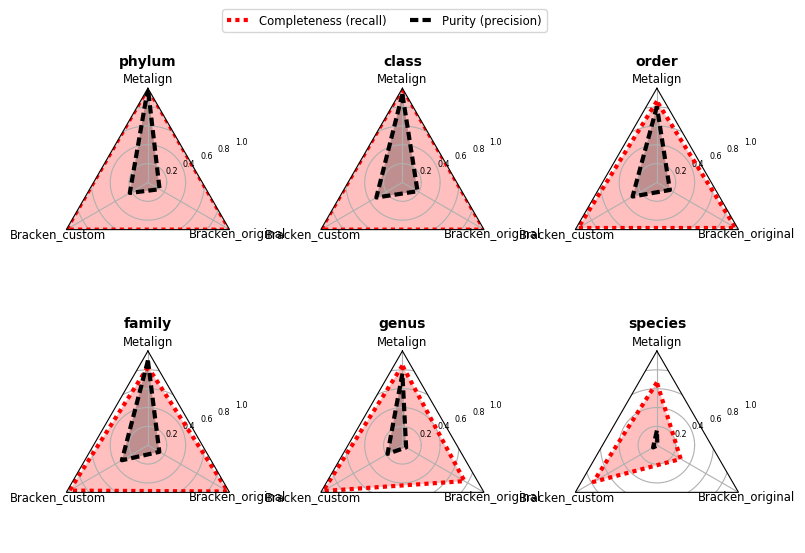 Completeness (recall) Purity (precision)
phylum class order
Metalign Metalign Metalign
1.0 1.0 1.0
0.8 0.8 0.8
0.6 0.6 0.6
0.4 0.4 0.4
0.2 0.2 0.2
Bracken_custom Bracken_original Bracken_custom Bracken_original Bracken_custom Bracken_original
family genus species
Metalign Metalign Metalign
1.0 1.0 1.0
0.8 0.8 0.8
0.6 0.6 0.6
0.4 0.4 0.4
0.2 0.2 0.2
Bracken_custom Bracken_original Bracken_custom Bracken_original Bracken_custom Bracken_original